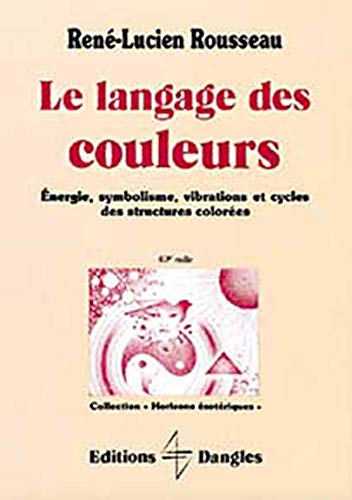 René-Lucien Rousseau
Le langage des
couleurs
Énergie, symbolisme, vibrations et cycles
des structures colorées
Collection « Horizons ésotériques »
Editions Dangles